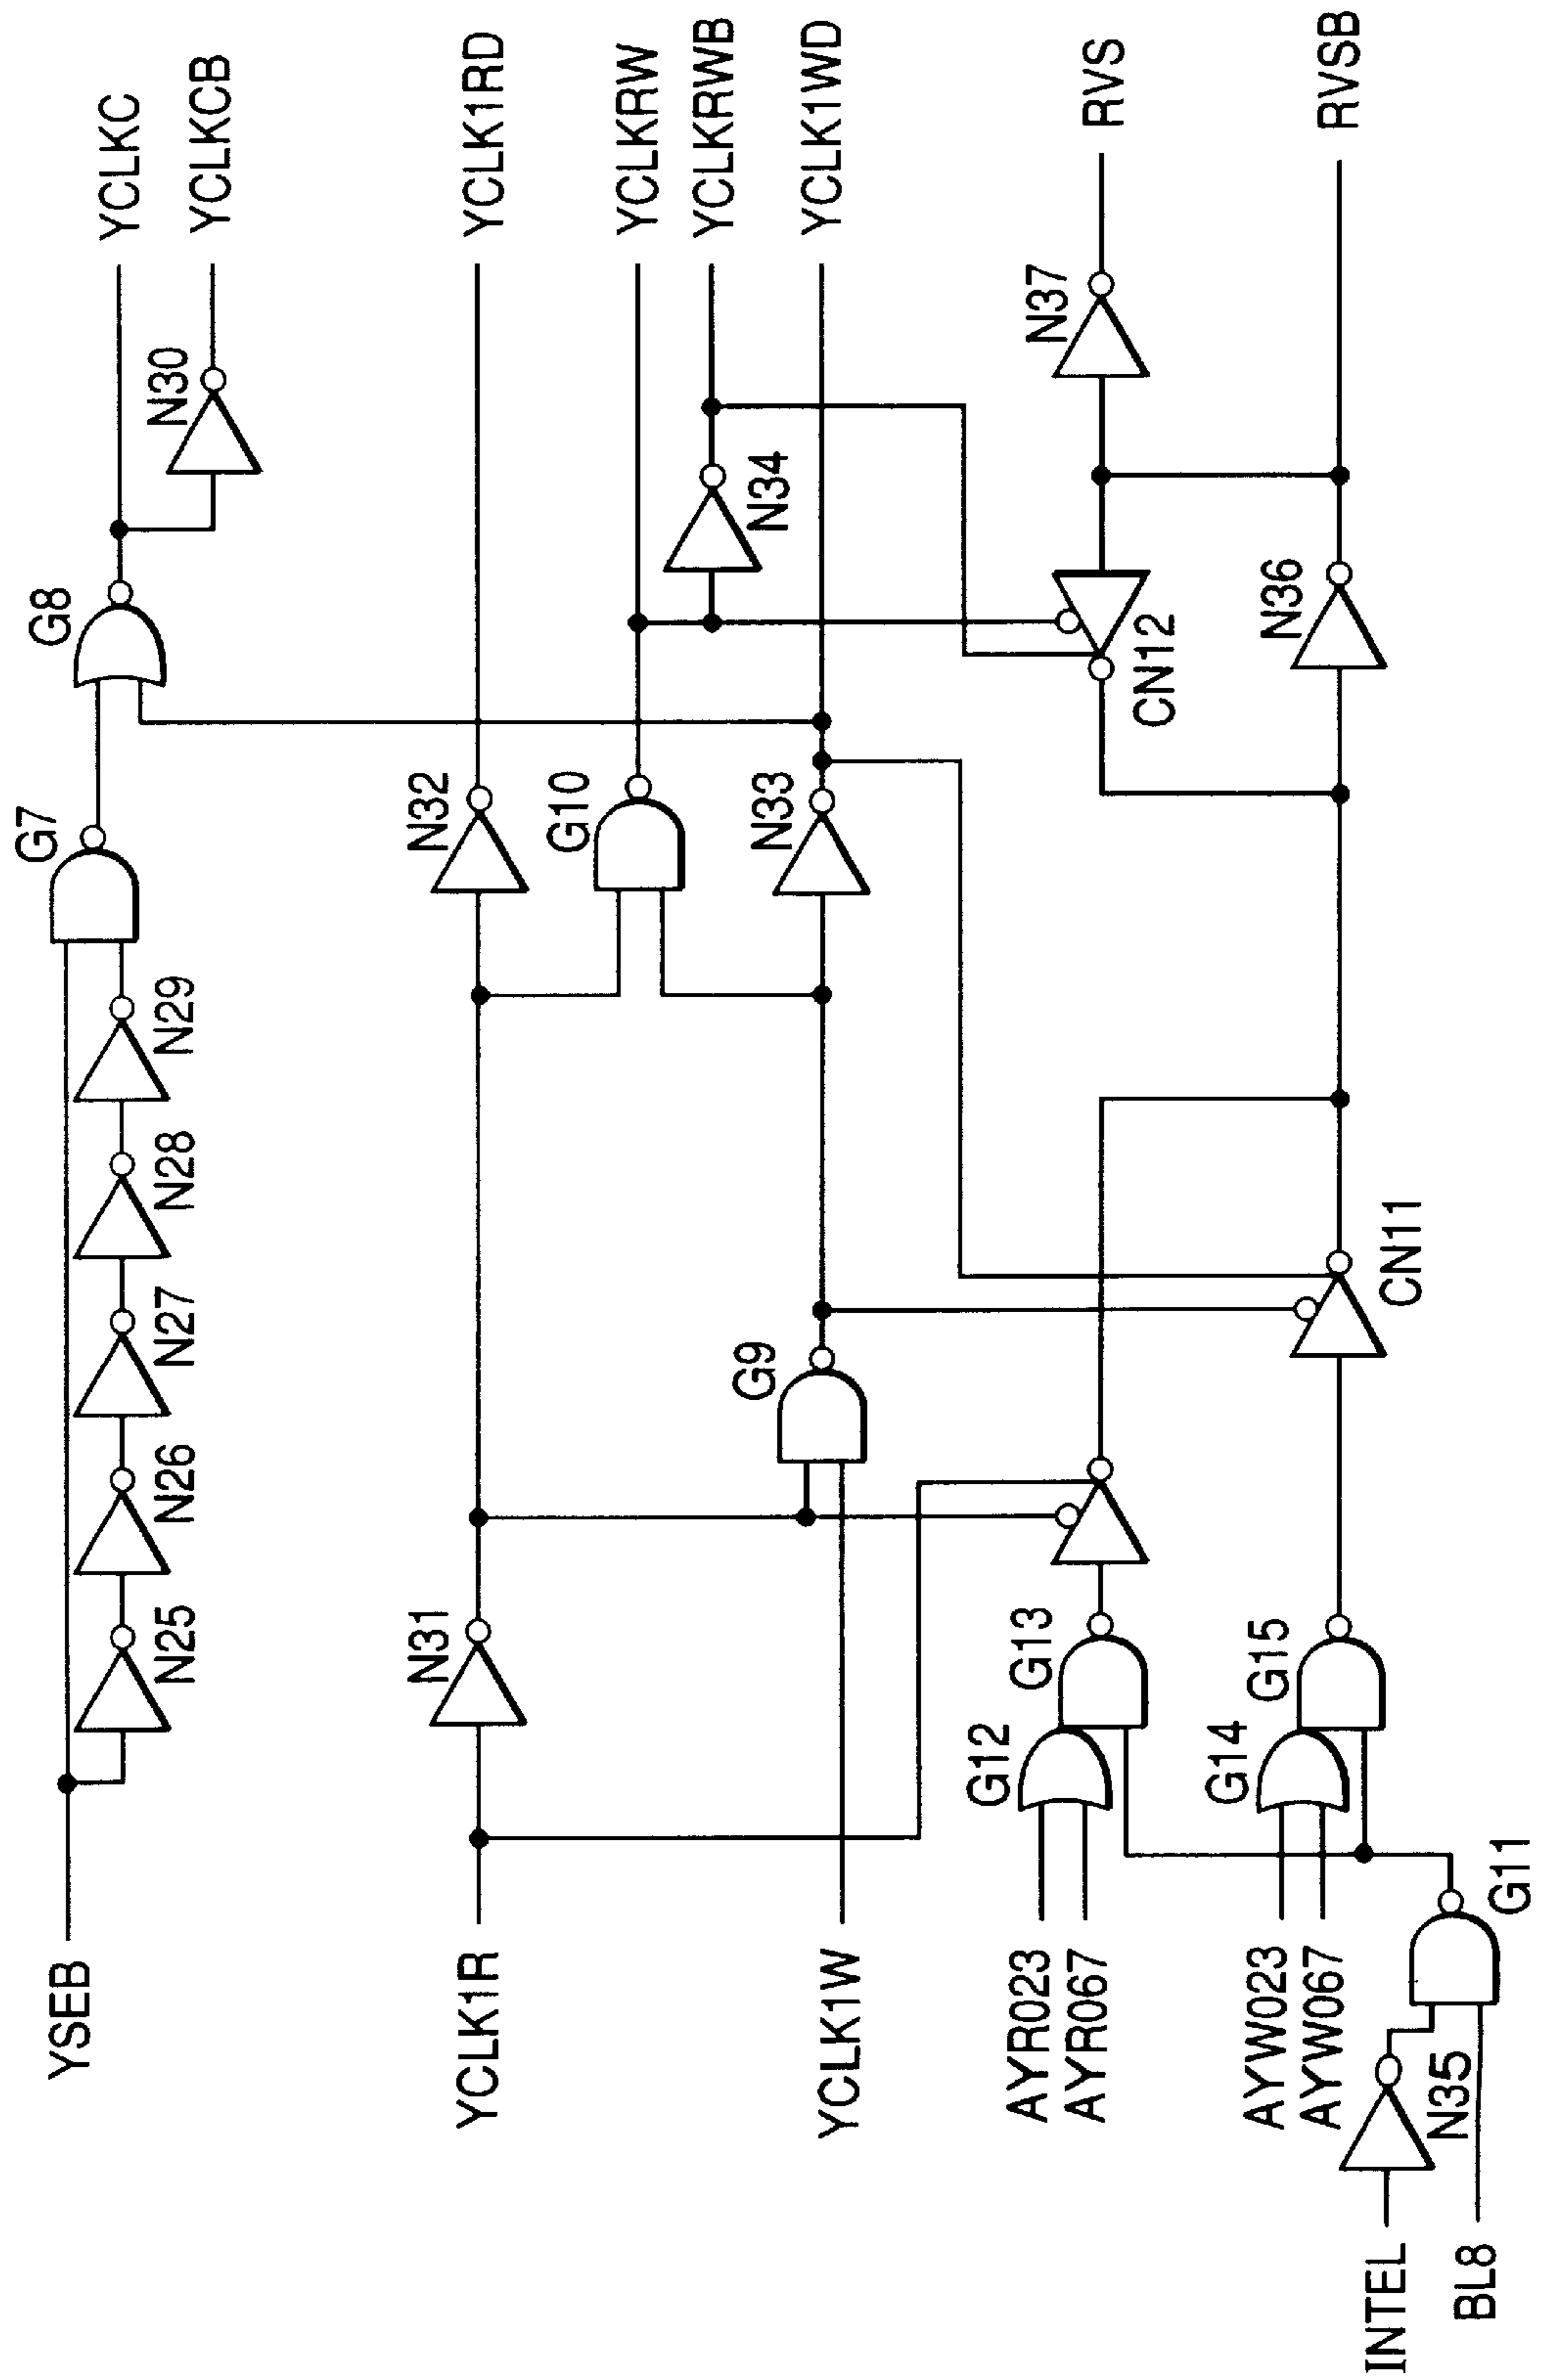 YSEB
N25
N26
N27
N28
N29
G7
G8
N30
YCLKC
YCLKCB
YCLK1R
N31
N32
YCLK1RD
G10
YCLKRW
N34
YCLKRWB
YCLK1W
G9
N33
YCLK1WD
AYR023
AYR067
G12
G13
CN12
N37
RVS
AYW023
AYW067
G14
G15
CN11
N36
RVSB
INTEL
N35
BL8
G11